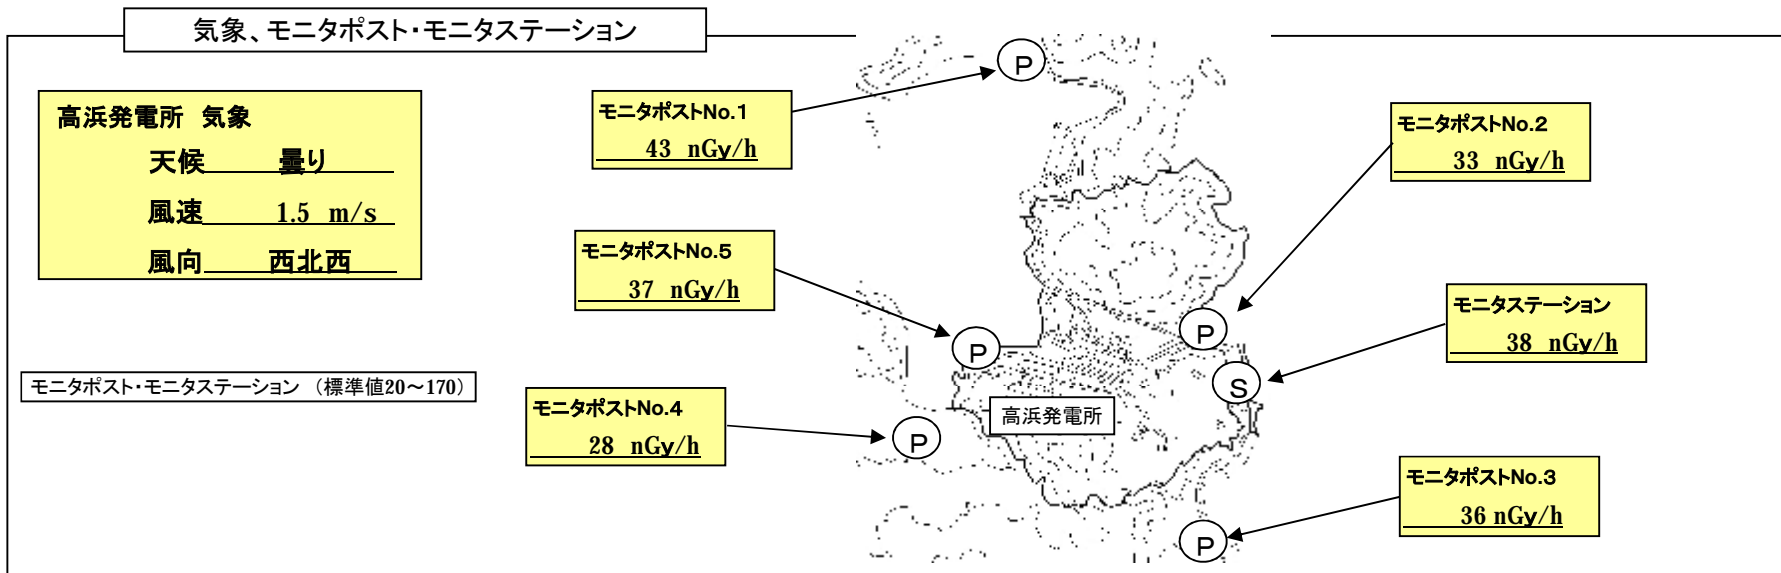 気象、モニタポスト・モニタステーション
高浜発電所 気象
天候 曇り
風速 1.5 m/s
風向 西北西
モニタポスト・モニタステーション (標準値20～170)
モニタポストNo.1
43 nGy/h
P
モニタポストNo.2
33 nGy/h
P
モニタポストNo.5
37 nGy/h
P
モニタステーション
38 nGy/h
S
モニタポストNo.4
28 nGy/h
P
高浜発電所
モニタポストNo.3
36 nGy/h
P